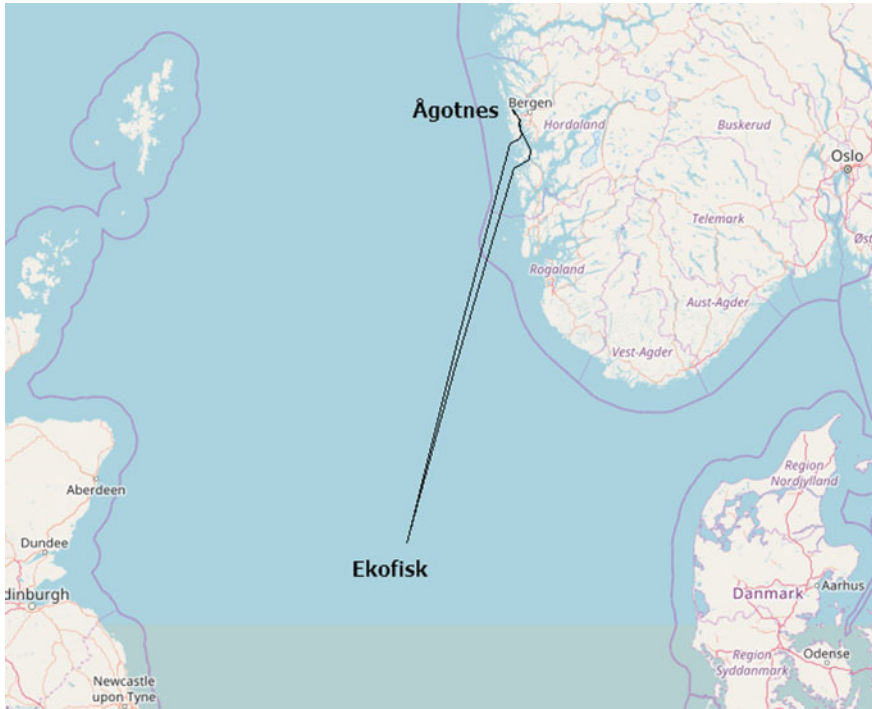 Ågotnes
Bergen
Hordaland
Buskerud
Oslo
Telemark
Øst
Rogaland
Aust-Agder
Vest-Agder
Region
Nordjylland
Aberdeen
Dundee
Ekofisk
dinburgh
Danmark
Aarhus
Region
Syddanmark
Odense
Newcastle
upon Tyne